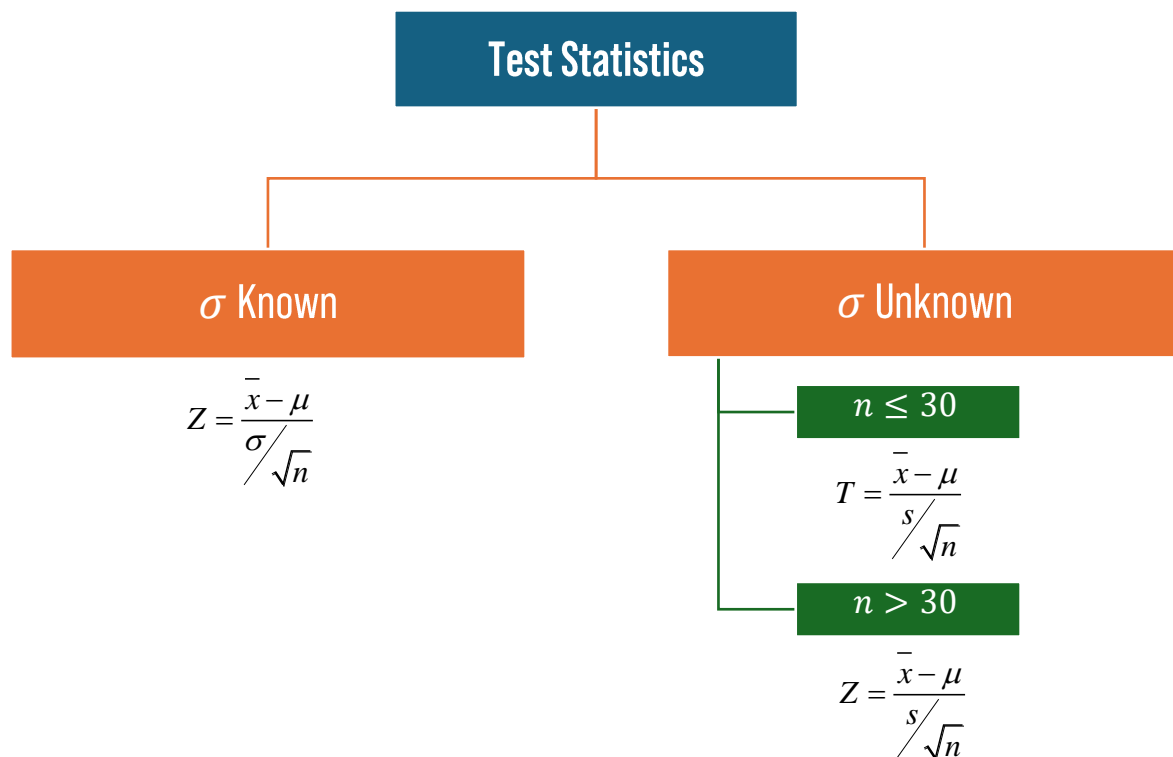 Test Statistics
σ Known
σ Unknown
Z = (x̄ − μ) / (σ/√n)
n ≤ 30
T = (x̄ − μ) / (s/√n)
n > 30
Z = (x̄ − μ) / (s/√n)